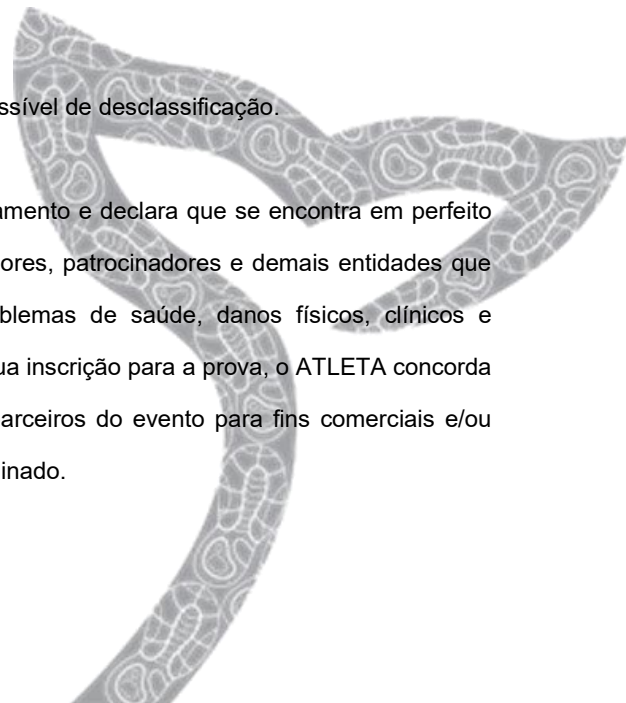 ssível de desclassificação.
amento e declara que se encontra em perfeito
ores, patrocinadores e demais entidades que
blemas de saúde, danos físicos, clínicos e
ua inscrição para a prova, o ATLETA concorda
arceiros do evento para fins comerciais e/ou
inado.